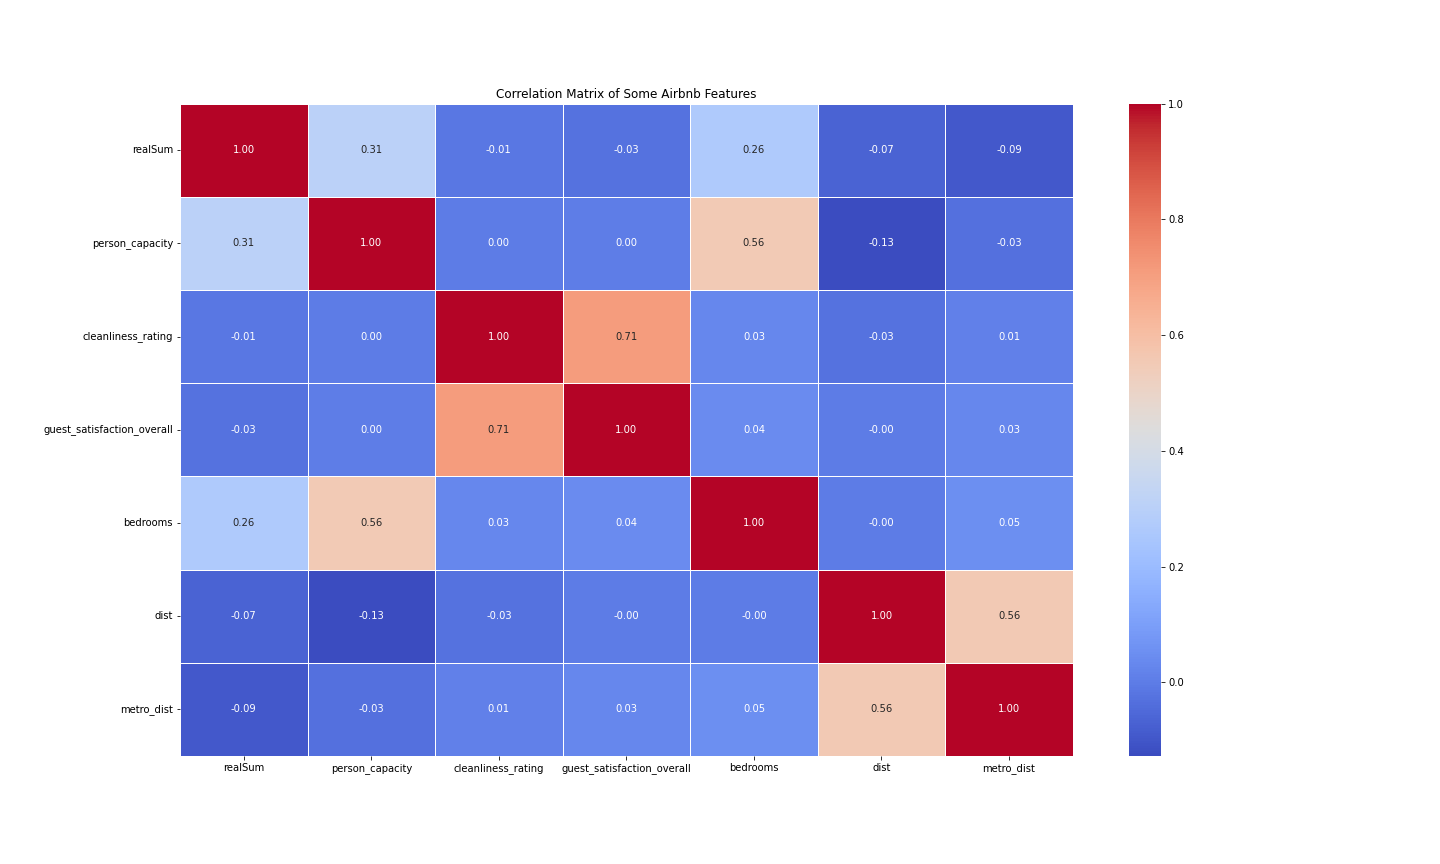 Correlation Matrix of Some Airbnb Features
realSum 1.00 0.31 -0.01 -0.03 0.26 -0.07 -0.09
person_capacity 0.31 1.00 0.00 0.00 0.56 -0.13 -0.03
cleanliness_rating -0.01 0.00 1.00 0.71 0.03 -0.03 0.01
guest_satisfaction_overall -0.03 0.00 0.71 1.00 0.04 -0.00 0.03
bedrooms 0.26 0.56 0.03 0.04 1.00 -0.00 0.05
dist -0.07 -0.13 -0.03 -0.00 -0.00 1.00 0.56
metro_dist -0.09 -0.03 0.01 0.03 0.05 0.56 1.00
realSum person_capacity cleanliness_rating guest_satisfaction_overall bedrooms dist metro_dist
1.0
0.8
0.6
0.4
0.2
0.0